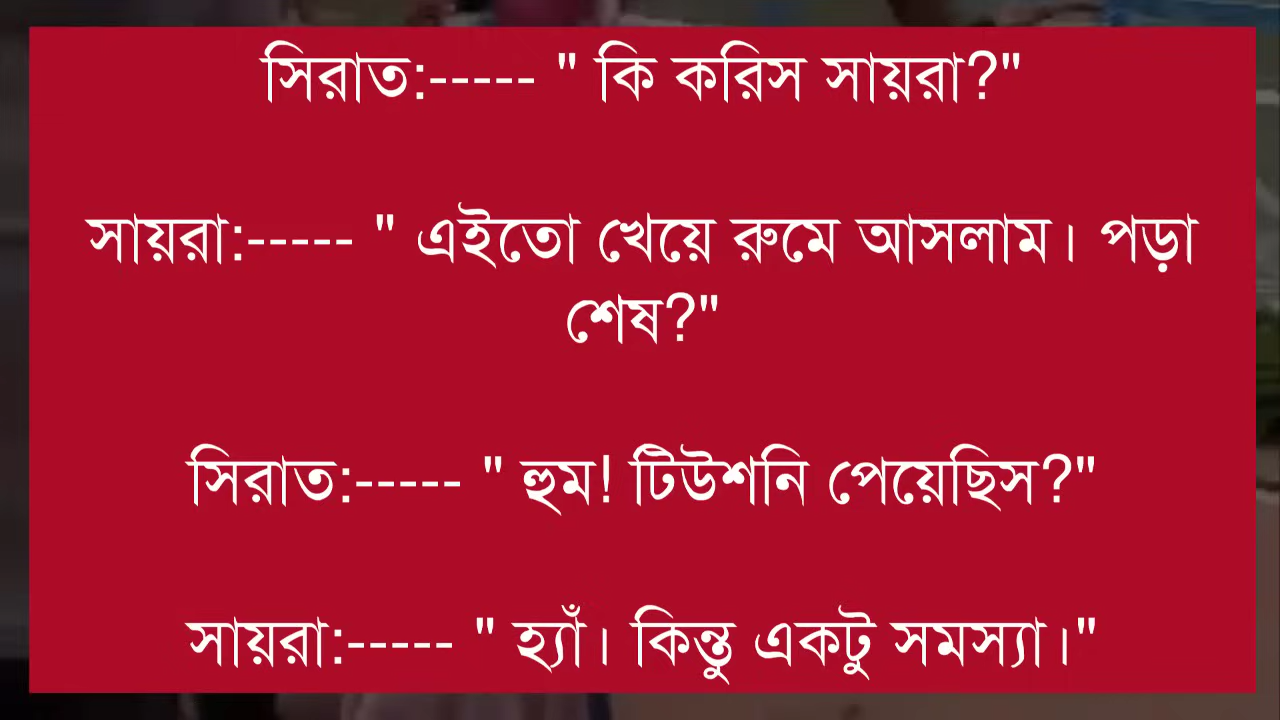 সিরাত:----- " কি করিস সায়রা?"
সায়রা:----- " এইতো খেয়ে রুমে আসলাম। পড়া
শেষ?"
সিরাত:----- " হুম! টিউশনি পেয়েছিস?"
সায়রা:----- " হ্যাঁ। কিন্তু একটু সমস্যা।"